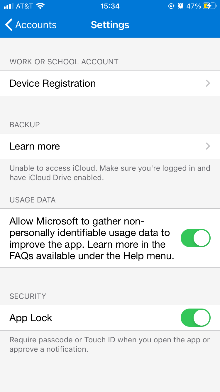 AT&T 15:34 47%
Accounts Settings
WORK OR SCHOOL ACCOUNT
Device Registration
BACKUP
Learn more
Unable to access iCloud. Make sure you're logged in and
have iCloud Drive enabled.
USAGE DATA
Allow Microsoft to gather non-
personally identifiable usage data to
improve the app. Learn more in the
FAQs available under the Help menu.
SECURITY
App Lock
Require passcode or Touch ID when you open the app or
approve a notification.